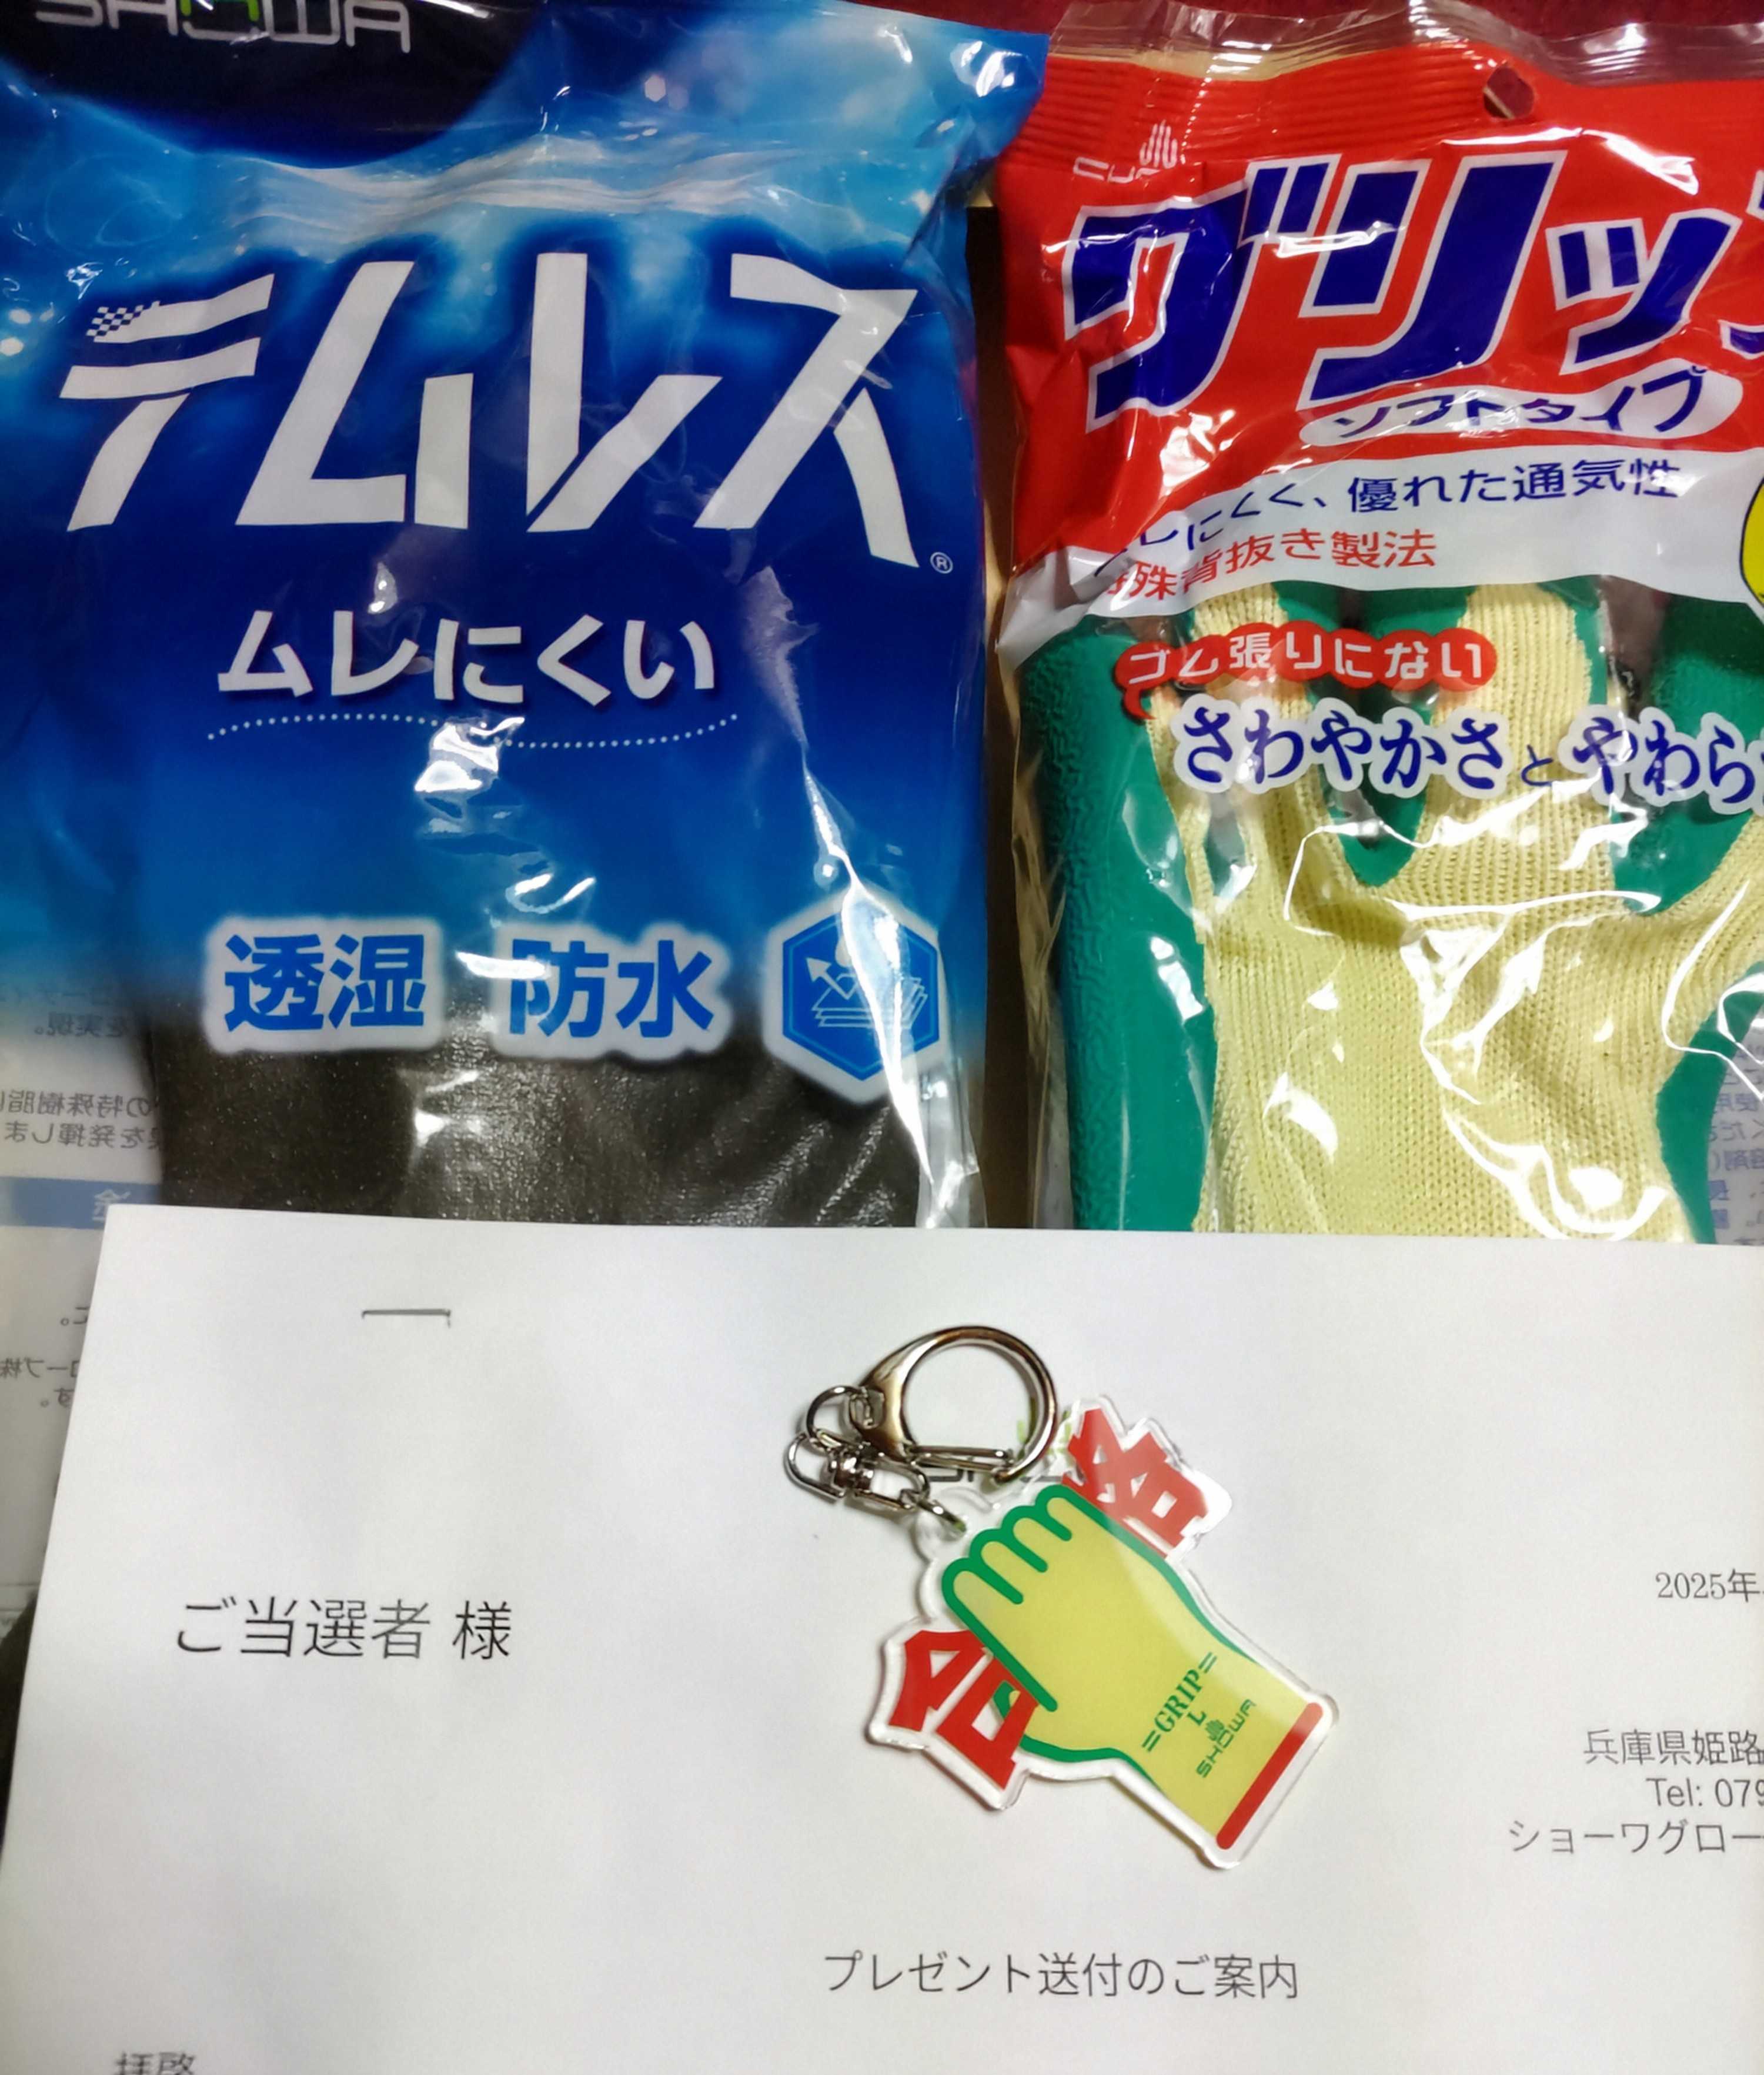 SHOWA
テムレス®
ムレにくい
透湿 防水
グリッ
ソフトタイプ
ムレにくく、優れた通気性
特殊背抜き製法
ゴム張りにない
さわやかさとやわら
合格
=GRIP=
L
SHOWA
2025年
ご当選者 様
兵庫県姫路
Tel: 079
ショーワグロー
プレゼント送付のご案内
拝啓